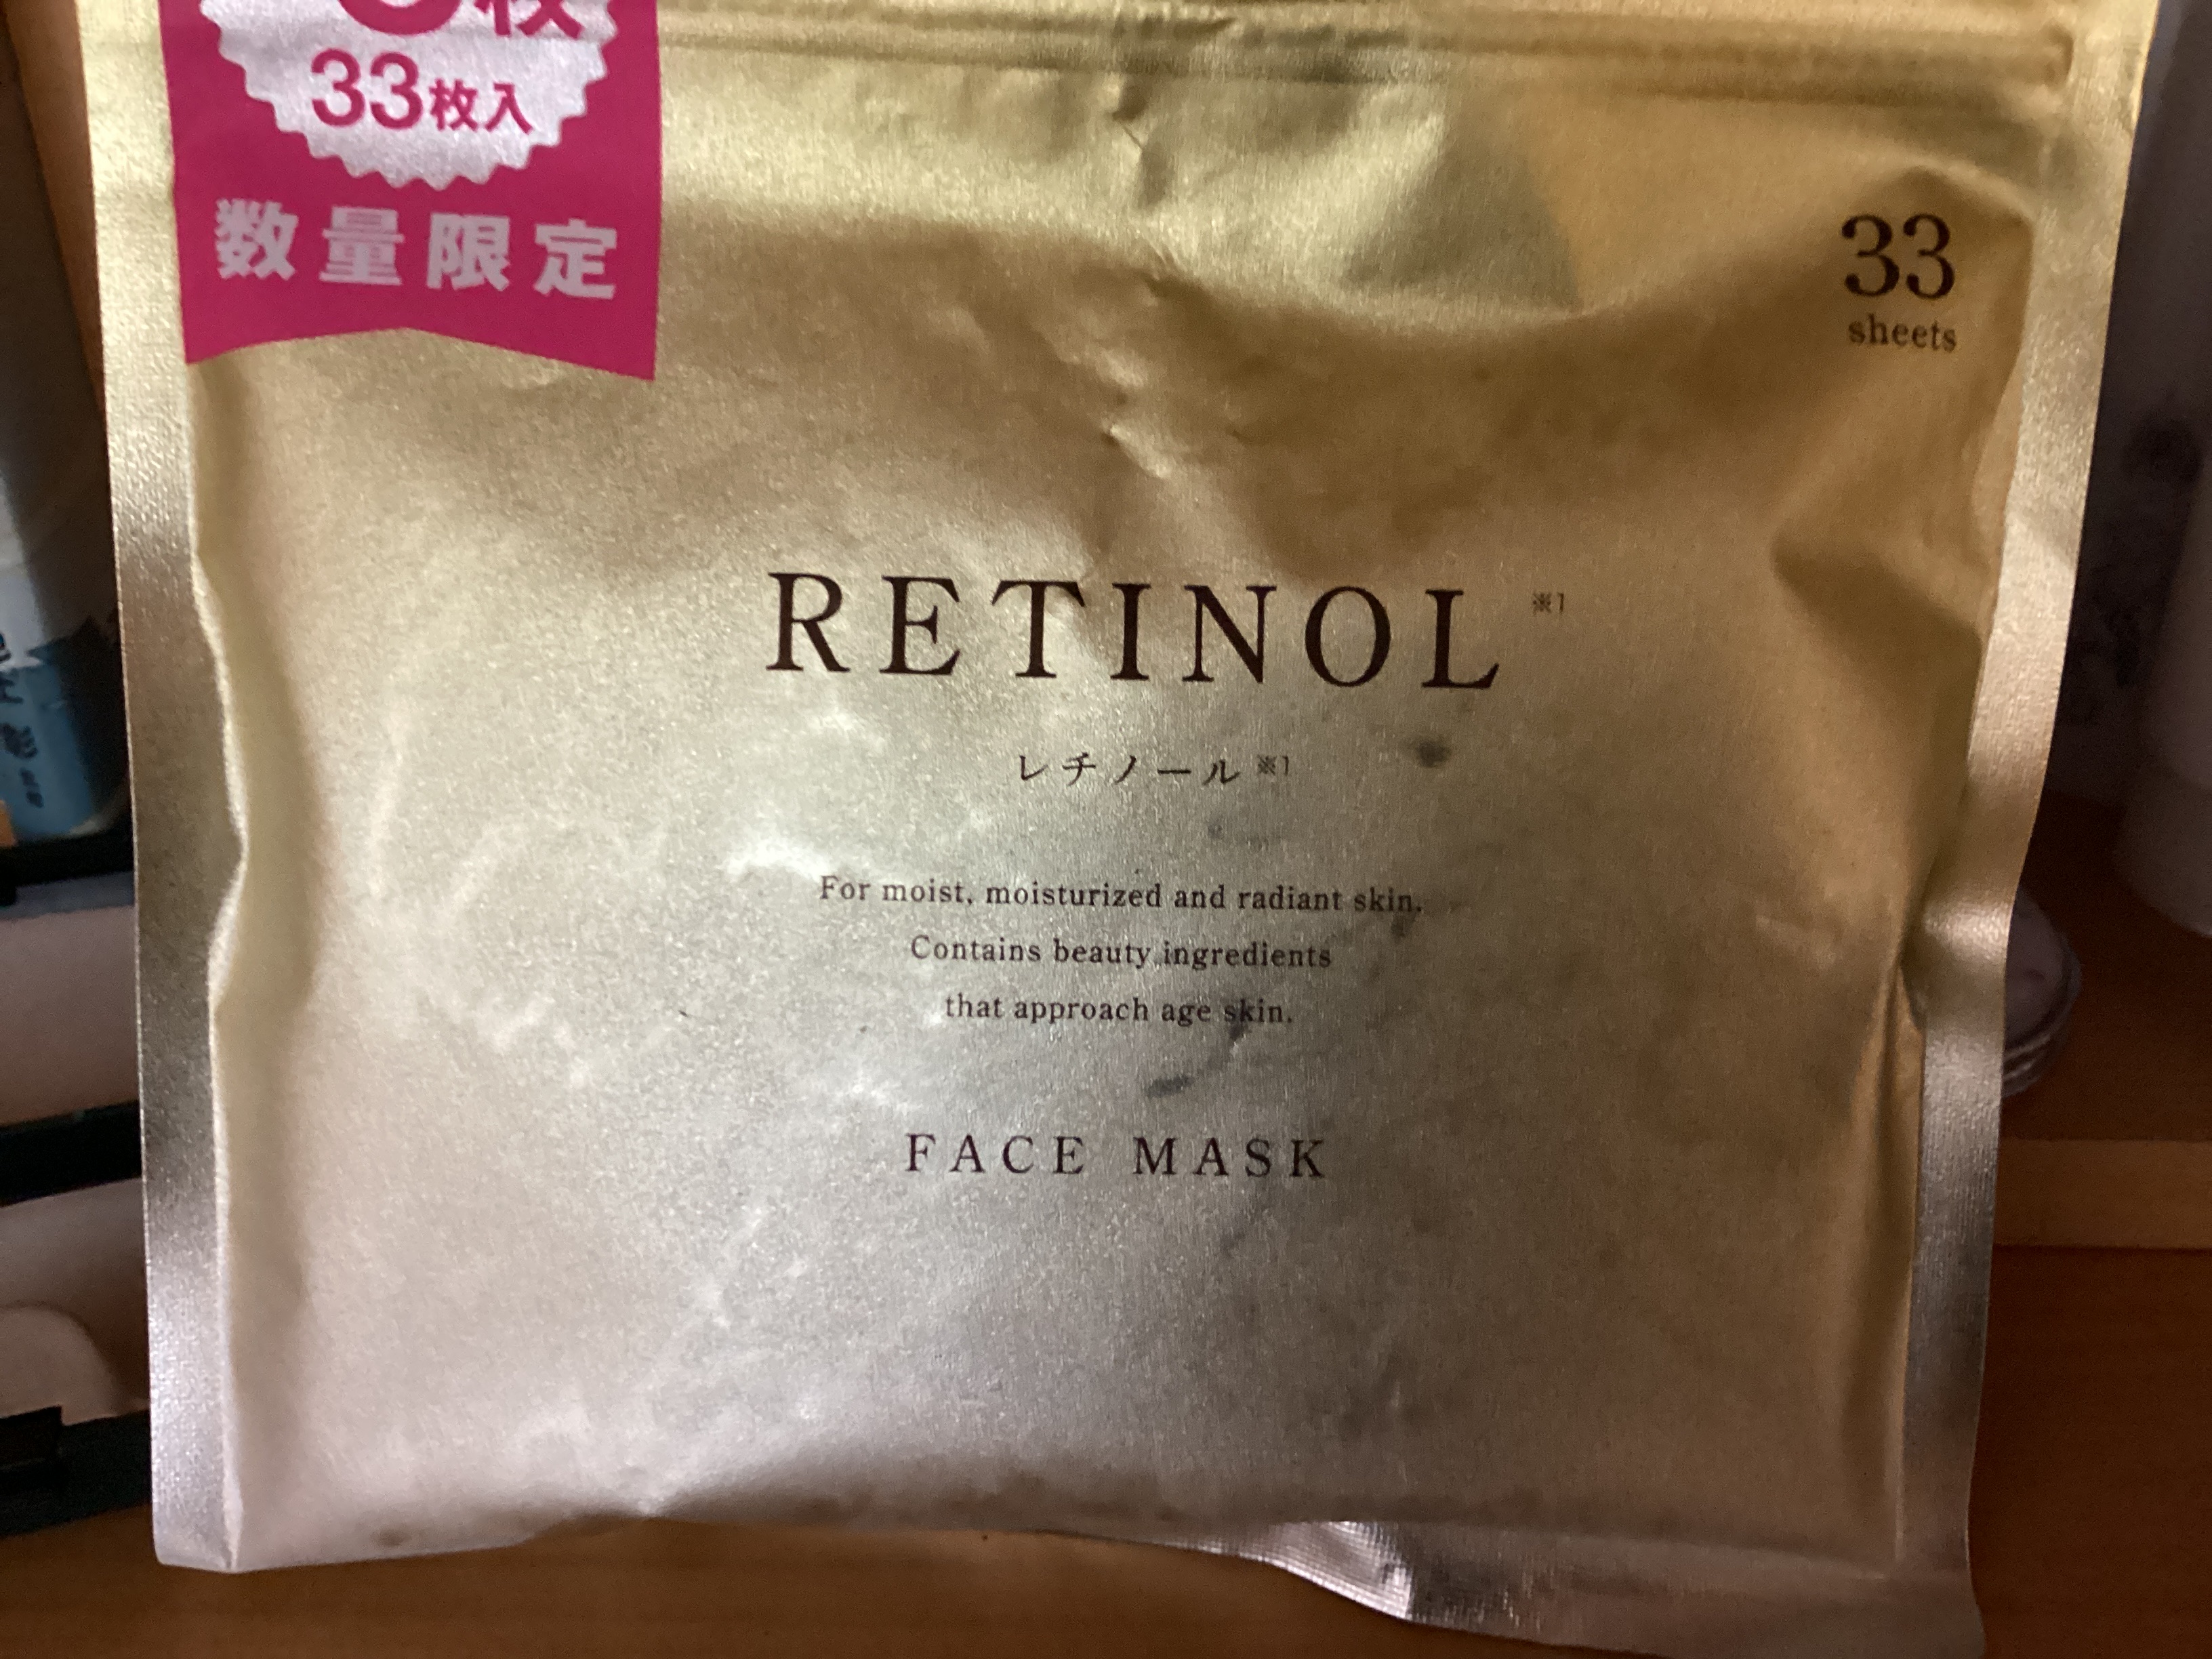 枚
33枚入
数量限定
33
sheets
RETINOL※1
レチノール※1
For moist, moisturized and radiant skin.
Contains beauty ingredients
that approach age skin.
FACE MASK